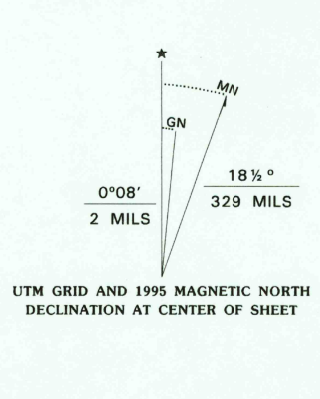 MN
GN
18½°
329 MILS
0°08'
2 MILS
UTM GRID AND 1995 MAGNETIC NORTH
DECLINATION AT CENTER OF SHEET